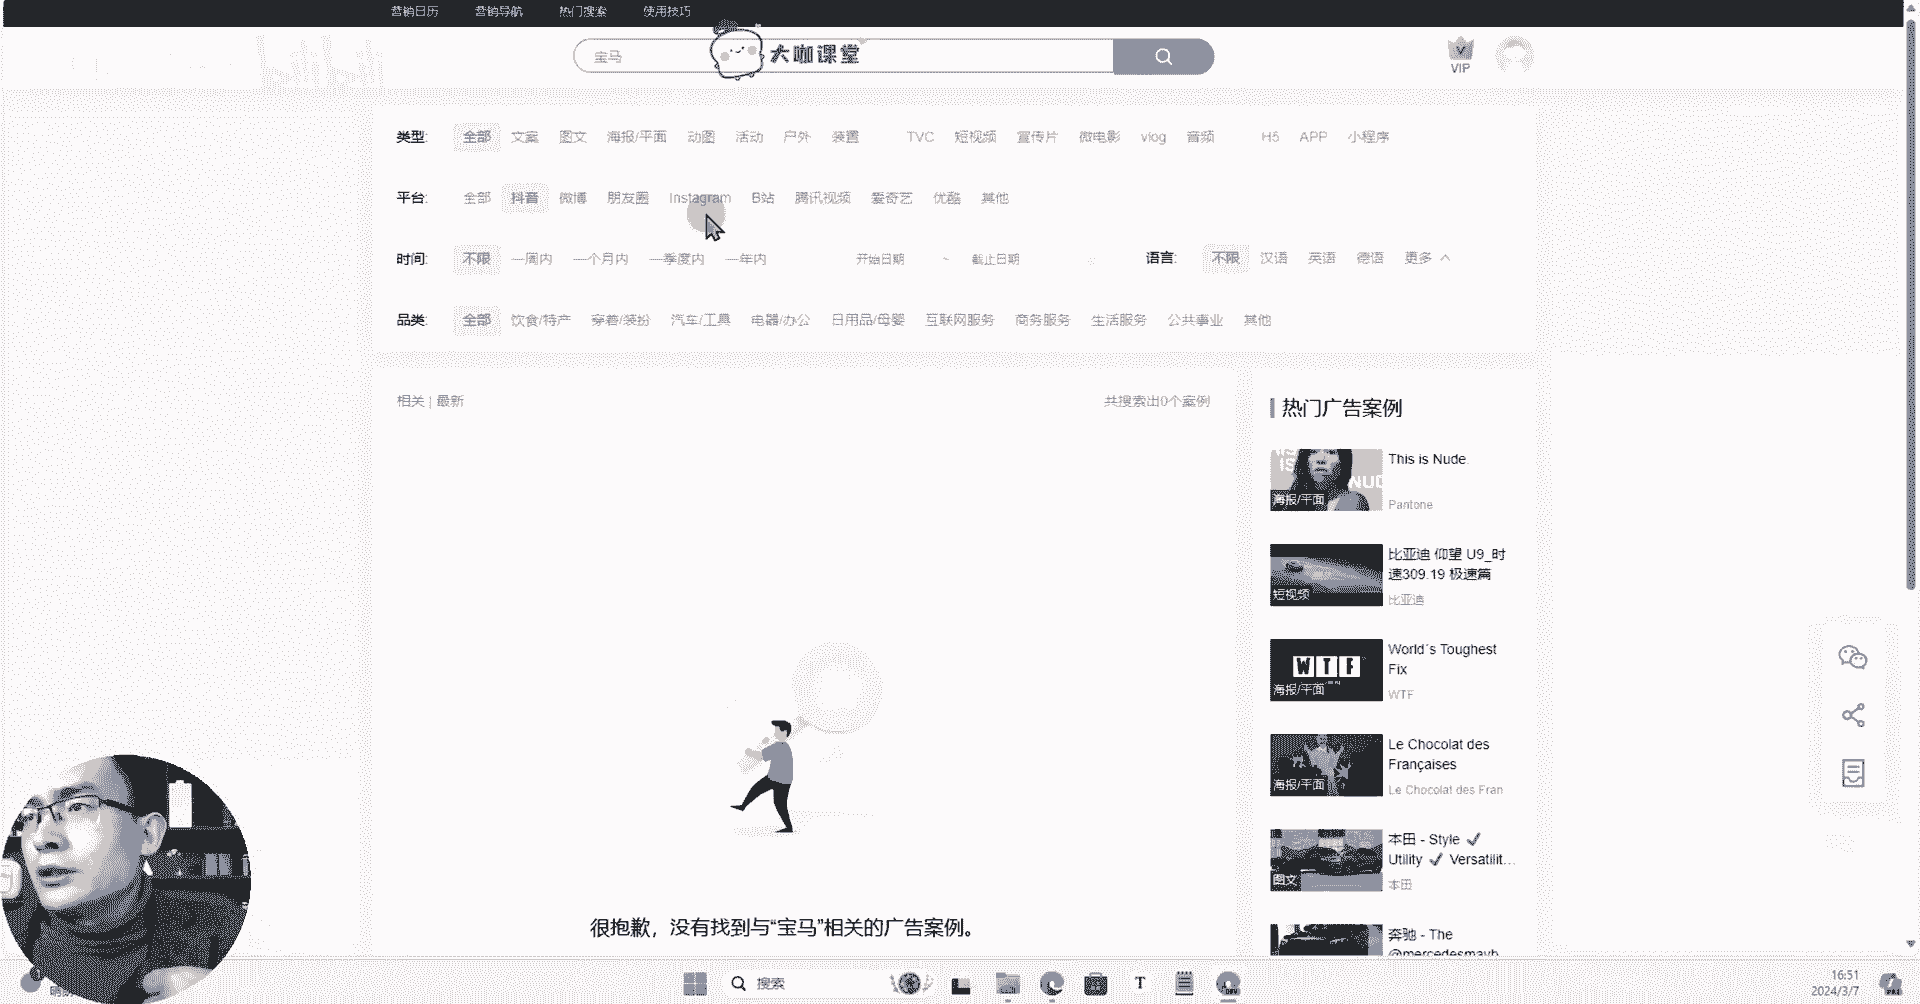 营销日历 营销导航 热门搜索 使用技巧
宝马 大咖课堂
VIP
类型: 全部 文案 图文 海报/平面 动图 活动 户外 装置 TVC 短视频 宣传片 微电影 vlog 音频 H5 APP 小程序
平台: 全部 抖音 微博 朋友圈 Instagram B站 腾讯视频 爱奇艺 优酷 其他
时间: 不限 一周内 一个月内 一季度内 一年内 开始日期 ~ 截止日期 语言: 不限 汉语 英语 德语 更多
品类: 全部 饮食/特产 穿着/装扮 汽车/工具 电器/办公 日用品/母婴 互联网服务 商务服务 生活服务 公共事业 其他
相关 | 最新 共搜索出0个案例
热门广告案例
This is Nude.
海报/平面
Pantone
比亚迪 仰望 U9_时
速309.19 极速篇
短视频
比亚迪
World´s Toughest
Fix
WTF
海报/平面
WTF
Le Chocolat des
Françaises
海报/平面
Le Chocolat des Fran
本田 - Style ✓
Utility ✓ Versatilit...
图文
本田
奔驰 - The
@mercedesmayb
很抱歉，没有找到与“宝马”相关的广告案例。
搜索
T
16:51
2024/3/7